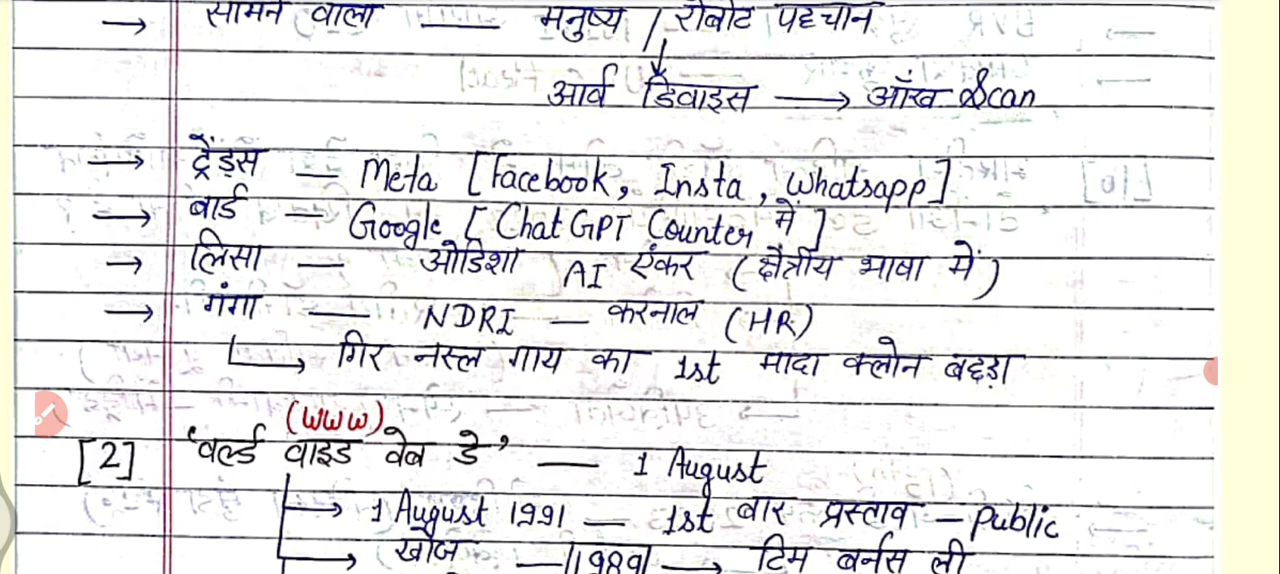 → सामने वाला — मनुष्य / रोबोट पहचान
↓ आर्व डिवाइस → आँख Scan
→ ट्रेंड्स — Meta [Facebook, Insta, Whatsapp]
→ बार्ड — Google [ChatGPT Counter में]
→ लिसा — ओडिशा AI एंकर (क्षैत्रीय भाषा में)
→ गंगा — NDRI — करनाल (HR)
→ गिर नस्ल गाय का 1st मादा क्लोन बछड़ा
(www)
[2] 'वर्ल्ड वाइड वेब डे' — 1 August
→ 1 August 1991 — 1st बार प्रस्ताव — Public
→ खोज — 1989 → टिम बर्नस ली